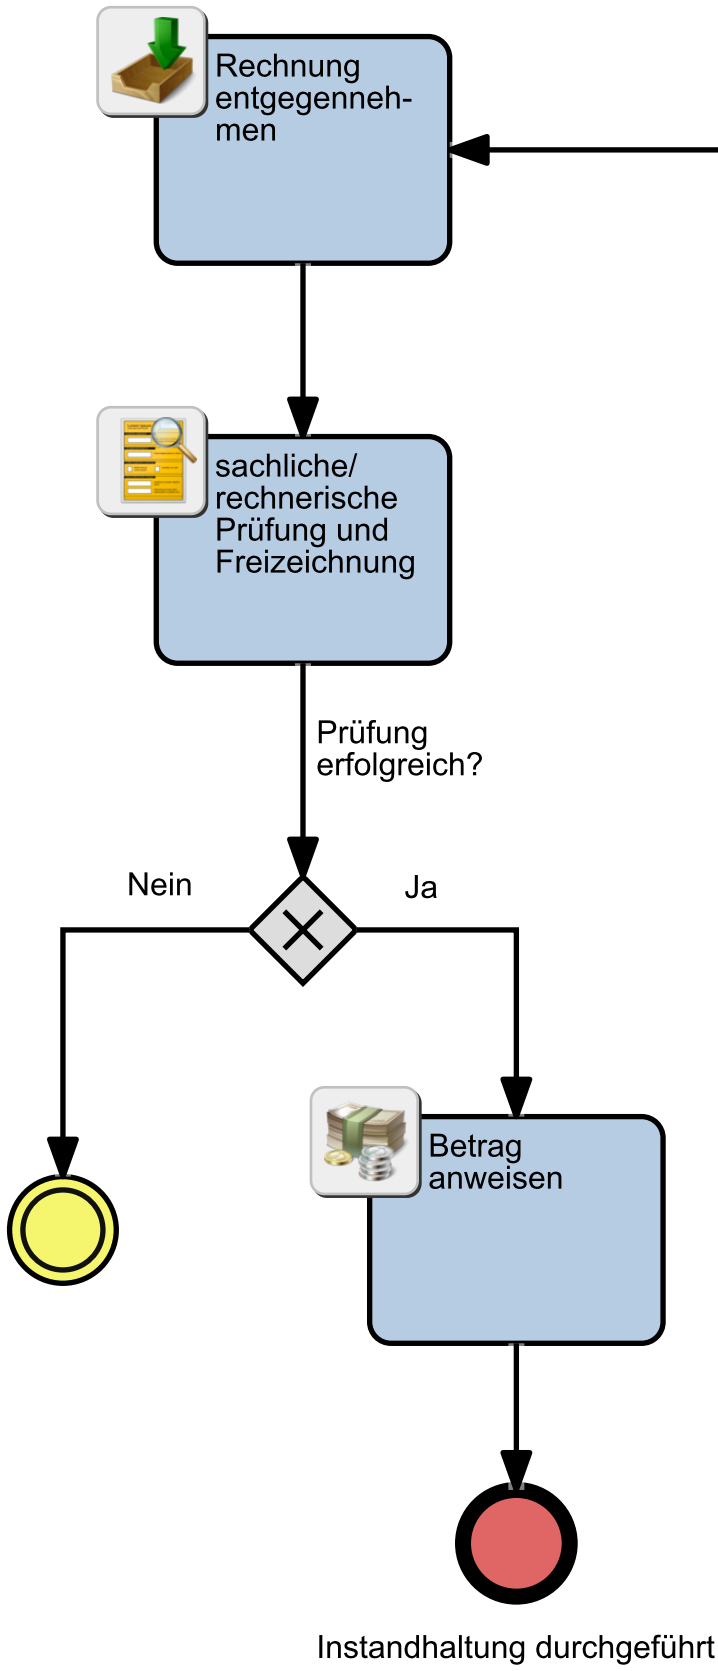 Rechnung
entgegenneh-
men
sachliche/
rechnerische
Prüfung und
Freizeichnung
Prüfung
erfolgreich?
Nein
Ja
Betrag
anweisen
Instandhaltung durchgeführt